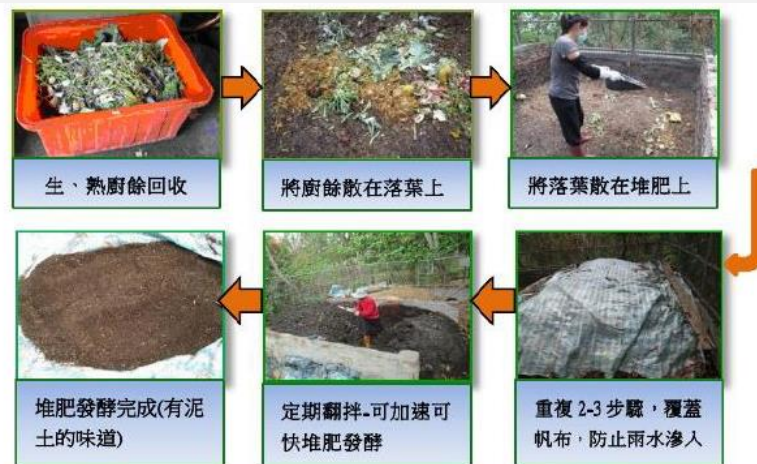 生、熟廚餘回收
將廚餘散在落葉上
將落葉散在堆肥上
重複 2-3 步驟，覆蓋
帆布，防止雨水滲入
定期翻拌-可加速可
快堆肥發酵
堆肥發酵完成(有泥
土的味道)